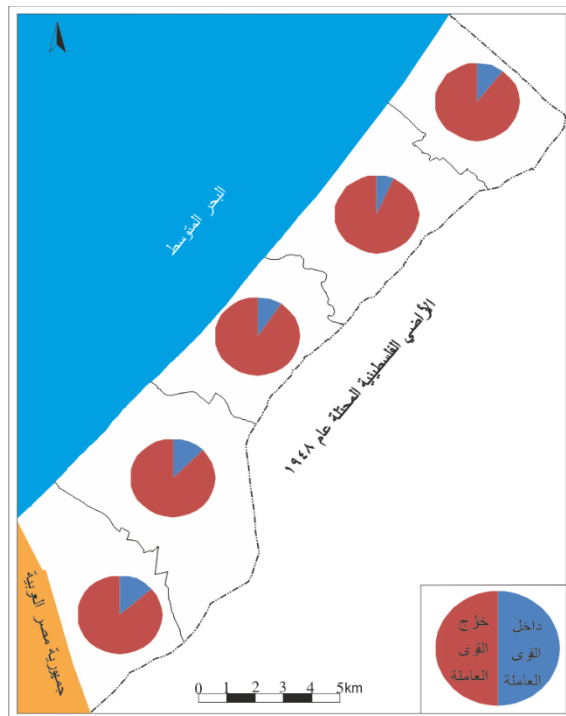 البحر المتوسط
الأراضي الفلسطينية المحتلة عام ١٩٤٨
جمهورية مصر العربية
داخل
القوى
العاملة
خارج
القوى
العاملة
0 1 2 3 4 5km